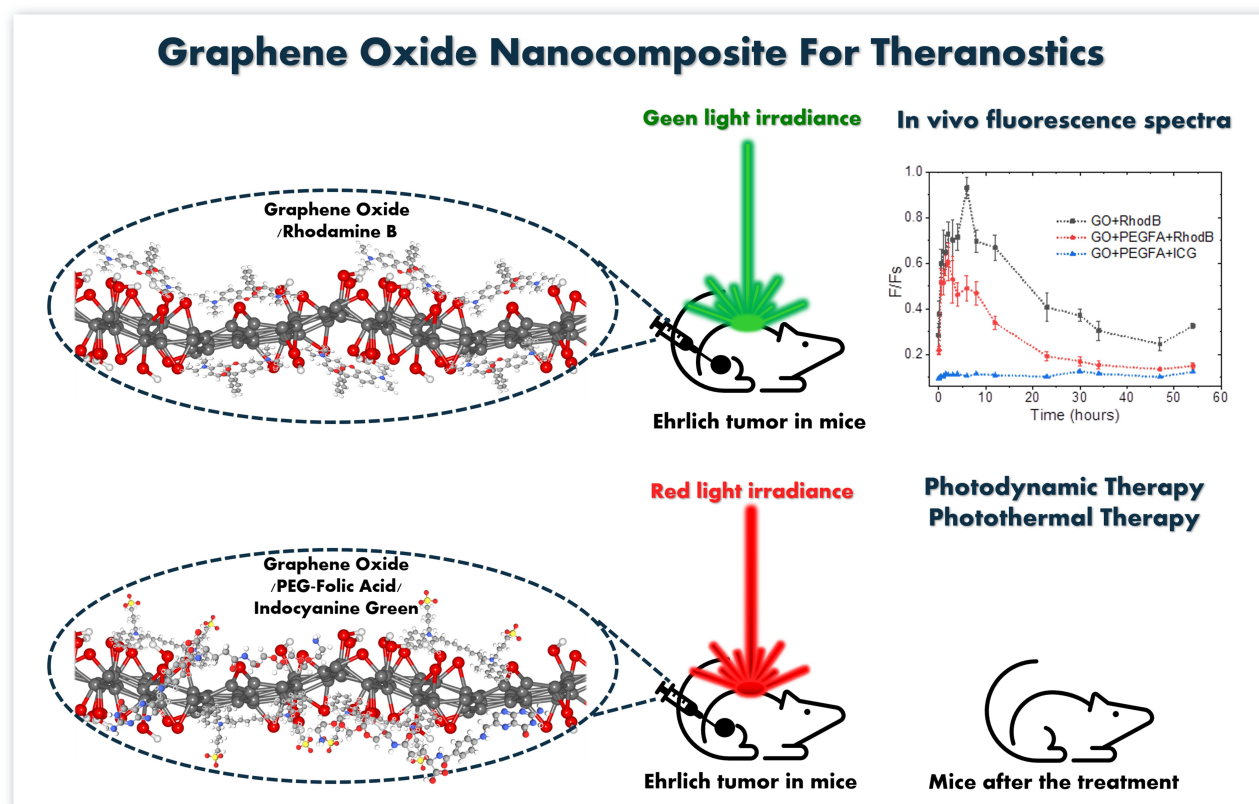 Graphene Oxide Nanocomposite For Theranostics
Geen light irradiance
In vivo fluorescence spectra
Graphene Oxide
/Rhodamine B
Ehrlich tumor in mice
1.0
0.8
0.6
0.4
0.2
F/Fs
GO+RhodB
GO+PEGFA+RhodB
GO+PEGFA+ICG
0 10 20 30 40 50 60
Time (hours)
Red light irradiance
Photodynamic Therapy
Photothermal Therapy
Graphene Oxide
/PEG-Folic Acid/
Indocyanine Green
Ehrlich tumor in mice
Mice after the treatment